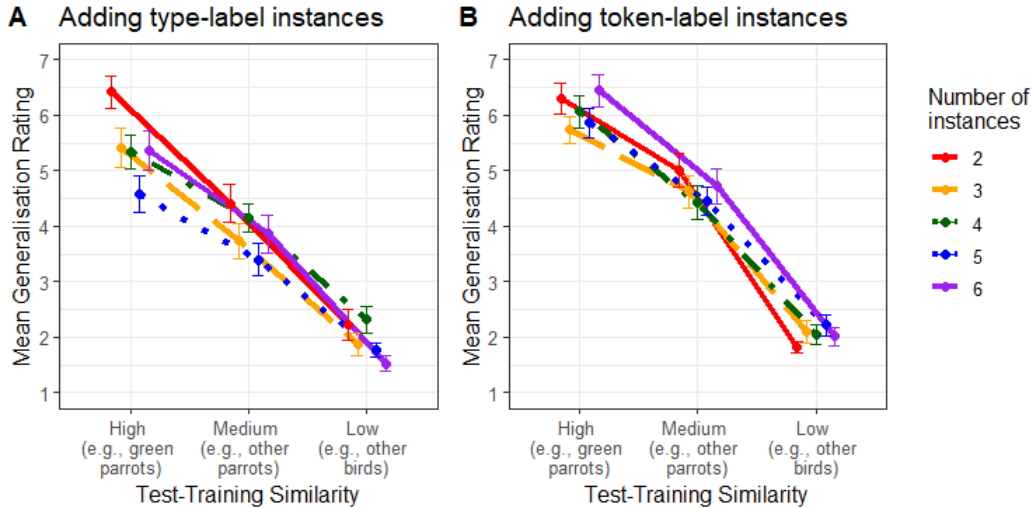 A Adding type-label instances
Mean Generalisation Rating
7
6
5
4
3
2
1
High
(e.g., green
parrots)
Medium
(e.g., other
parrots)
Low
(e.g., other
birds)
Test-Training Similarity
B Adding token-label instances
Mean Generalisation Rating
7
6
5
4
3
2
1
High
(e.g., green
parrots)
Medium
(e.g., other
parrots)
Low
(e.g., other
birds)
Test-Training Similarity
Number of
instances
2
3
4
5
6